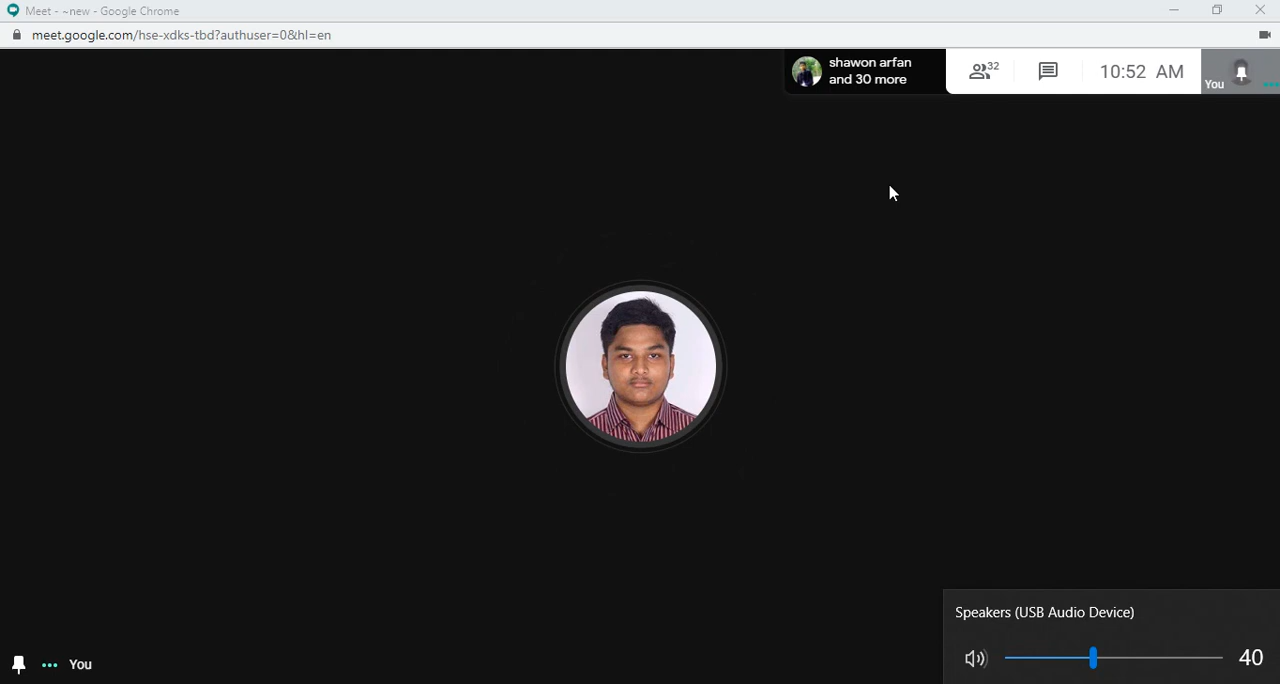 Meet - ~new - Google Chrome
meet.google.com/hse-xdks-tbd?authuser=0&hl=en
shawon arfan
and 30 more
32
10:52 AM
You
Speakers (USB Audio Device)
40
You